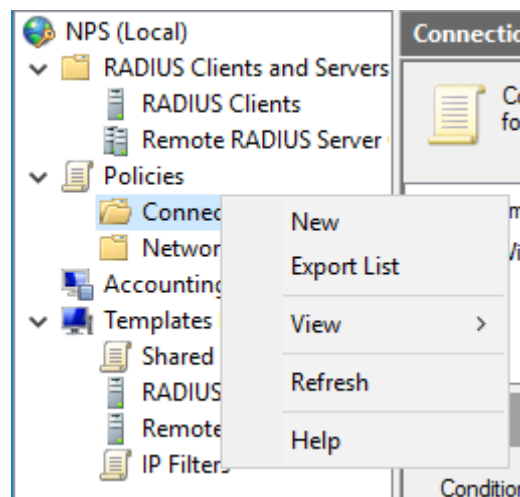 NPS (Local)
RADIUS Clients and Servers
RADIUS Clients
Remote RADIUS Server
Policies
Connec
Networ
Accounting
Templates
Shared
RADIUS
Remote
IP Filters
New
Export List
View
Refresh
Help
Connectio
Co
fo
Condition